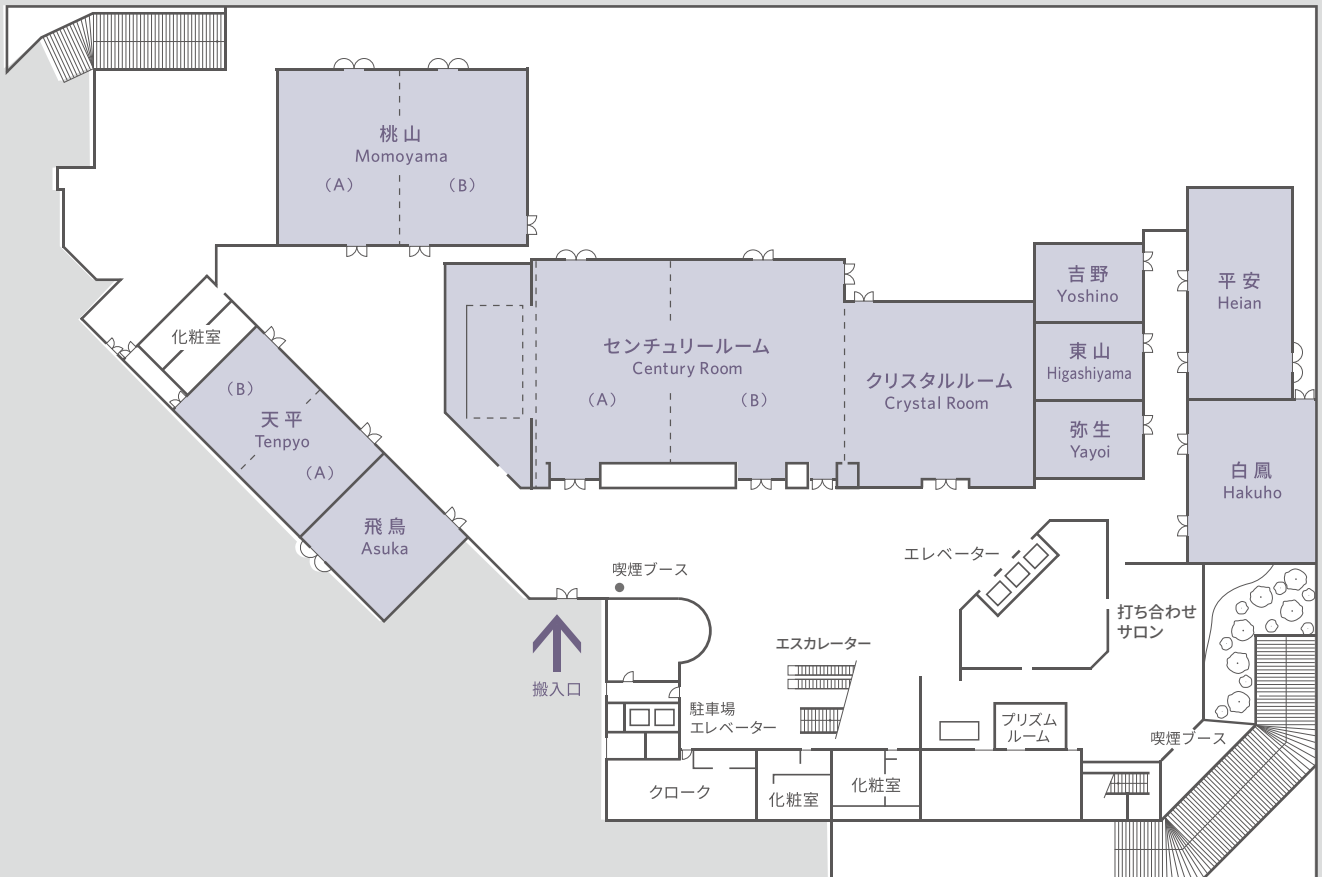 桃山
Momoyama
（A）
（B）
化粧室
（B）
天平
Tenpyo
（A）
飛鳥
Asuka
センチュリールーム
Century Room
（A）
（B）
クリスタルルーム
Crystal Room
吉野
Yoshino
東山
Higashiyama
弥生
Yayoi
平安
Heian
白鳳
Hakuho
エレベーター
喫煙ブース
打ち合わせ
サロン
搬入口
エスカレーター
駐車場
エレベーター
プリズム
ルーム
喫煙ブース
クローク
化粧室
化粧室